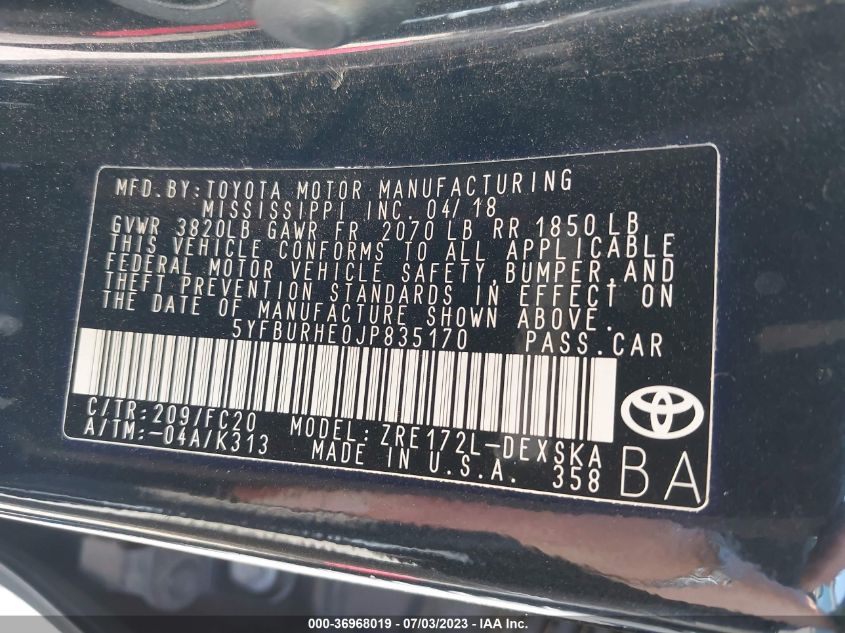 MFD.BY:TOYOTA MOTOR MANUFACTURING
MISSISSIPPI INC. 04/18
GVWR 3820LB GAWR FR 2070 LB RR 1850 LB
THIS VEHICLE CONFORMS TO ALL APPLICABLE
FEDERAL MOTOR VEHICLE SAFETY,BUMPER,AND
THEFT PREVENTION STANDARDS IN EFFECT ON
THE DATE OF MANUFACTURE SHOWN ABOVE.
5YFBURHE0JP835170 PASS.CAR
C/TR:209/FC20 MODEL:ZRE172L-DEXSKA
A/TM:-04A/K313 MADE IN U.S.A. 358 BA
000-36968019 - 07/03/2023 - © IAA, Inc.